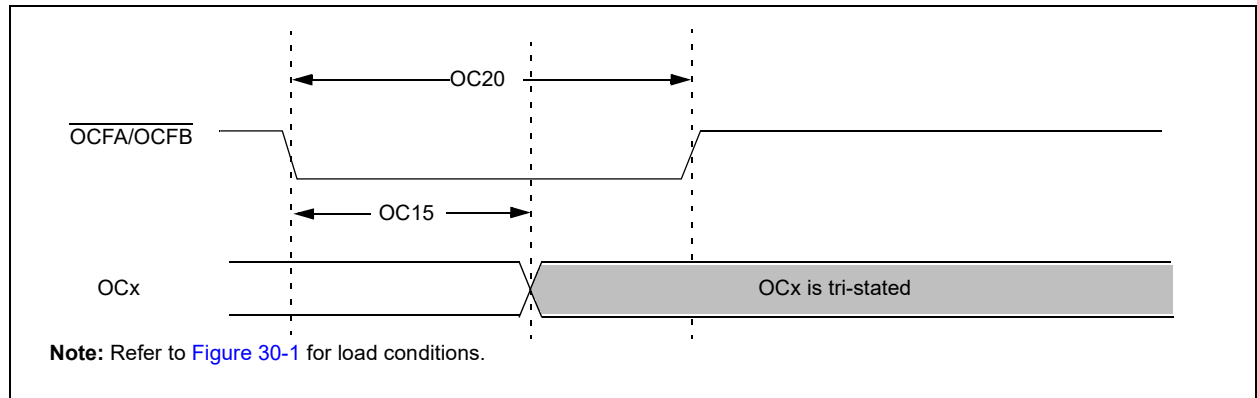 OC20
OCFA/OCFB
OC15
OCx
OCx is tri-stated
Note: Refer to Figure 30-1 for load conditions.